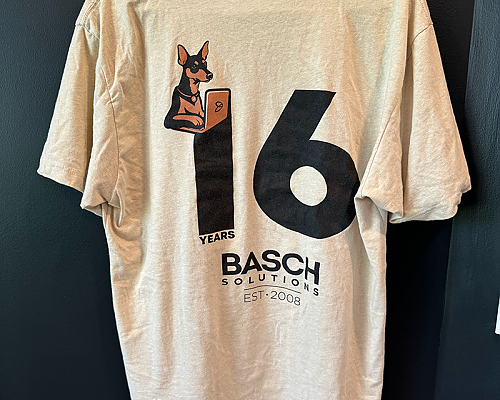 16
YEARS
BASCH
SOLUTIONS
EST·2008